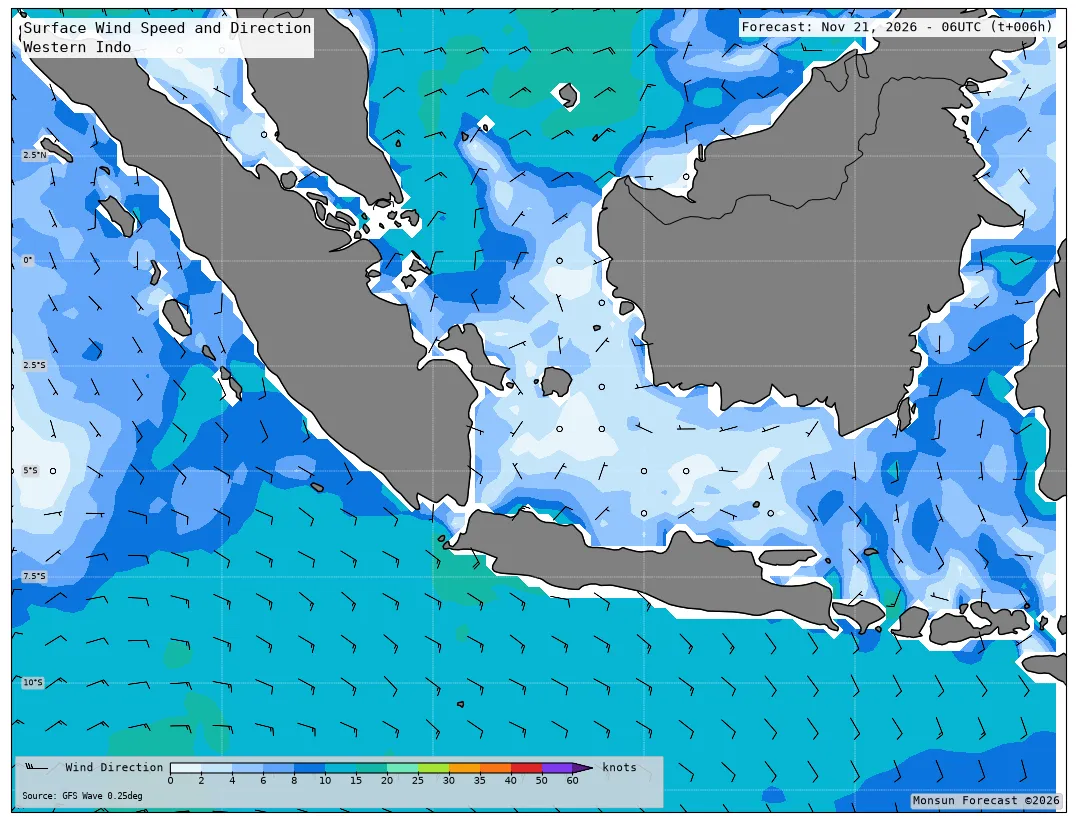 Surface Wind Speed and Direction
Western Indo
Forecast: Nov 21, 2026 - 06UTC (t+006h)
2.5°N
0°
2.5°S
5°S
7.5°S
10°S
Wind Direction
0 2 4 6 8 10 15 20 25 30 35 40 50 60
knots
Source: GFS Wave 0.25deg
Monsun Forecast ©2026